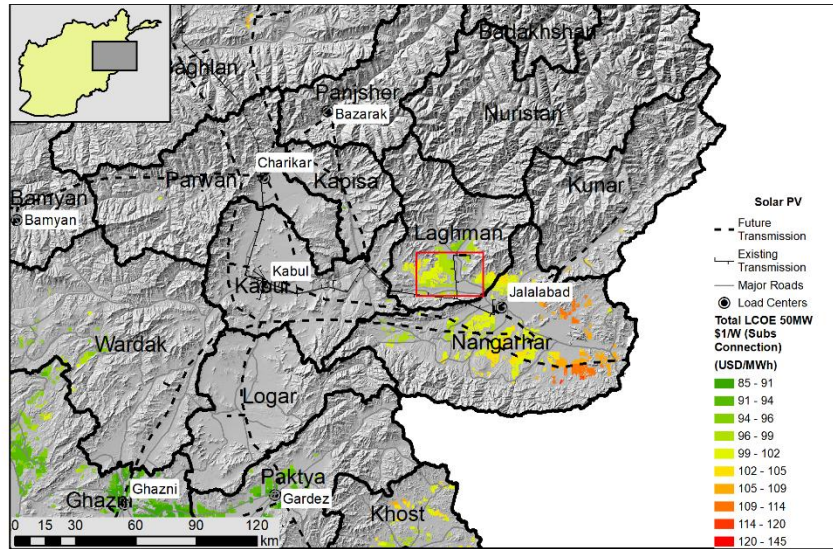 Badakhshan
aghlan
Panjsher
Bazarak
Nuristan
Charikar
Parwan
Kapisa
Kunar
Bamyan
Bamyan
Laghman
Kabul
Kabul
Jalalabad
Wardak
Nangarhar
Logar
Paktya
Ghazni
Ghazni
Gardez
Khost
0 15 30 60 90 120
km
Solar PV
Future
Transmission
Existing
Transmission
Major Roads
Load Centers
Total LCOE 50MW
$1/W (Subs
Connection)
(USD/MWh)
85 - 91
91 - 94
94 - 96
96 - 99
99 - 102
102 - 105
105 - 109
109 - 114
114 - 120
120 - 145